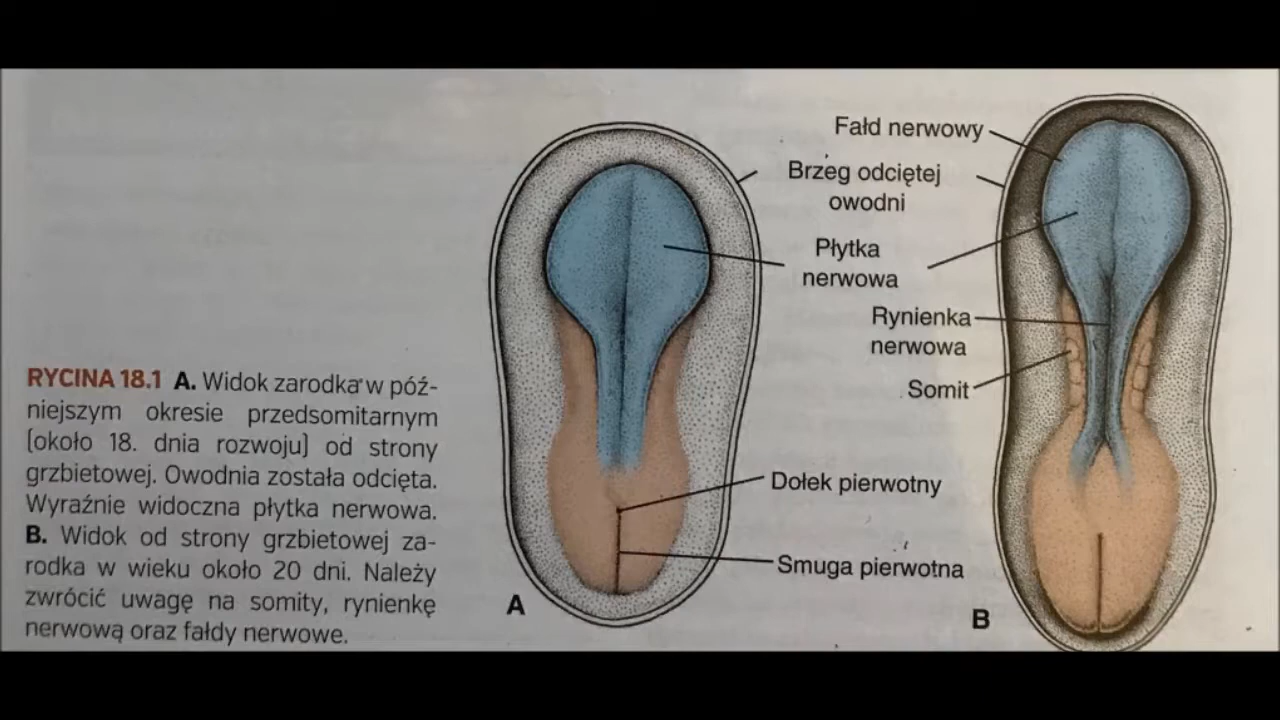 RYCINA 18.1 A. Widok zarodka w póź-
niejszym okresie przedsomitarnym
(około 18. dnia rozwoju) od strony
grzbietowej. Owodnia została odcięta.
Wyraźnie widoczna płytka nerwowa.
B. Widok od strony grzbietowej za-
rodka w wieku około 20 dni. Należy
zwrócić uwagę na somity, rynienkę
nerwową oraz fałdy nerwowe.
Fałd nerwowy
Brzeg odciętej
owodni
Płytka
nerwowa
Rynienka
nerwowa
Somit
Dołek pierwotny
Smuga pierwotna
A
B